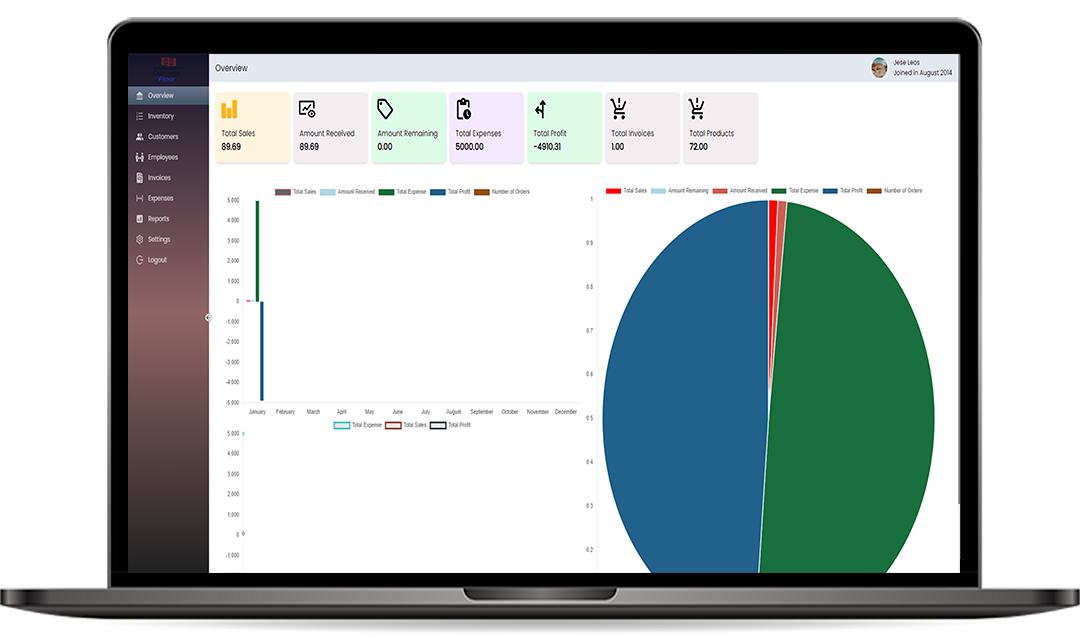 Floor
Overview
Jese Leos
Joined in August 2014
Overview
Inventory
Customers
Employees
Invoices
Expenses
Reports
Settings
Logout
Total Sales
89.69
Amount Received
89.69
Amount Remaining
0.00
Total Expenses
5000.00
Total Profit
-4910.31
Total Invoices
1.00
Total Products
72.00
Total Sales Amount Received Total Expense Total Profit Number of Orders
5,000
4,000
3,000
2,000
1,000
0
-1,000
-2,000
-3,000
-4,000
-5,000
January February March April May June July August September October November December
Total Expense Total Sales Total Profit
5,000
4,000
3,000
2,000
1,000
0
-1,000
Total Sales Amount Remaining Amount Received Total Expense Total Profit Number of Orders
1
0.9
0.8
0.7
0.6
0.5
0.4
0.3
0.2